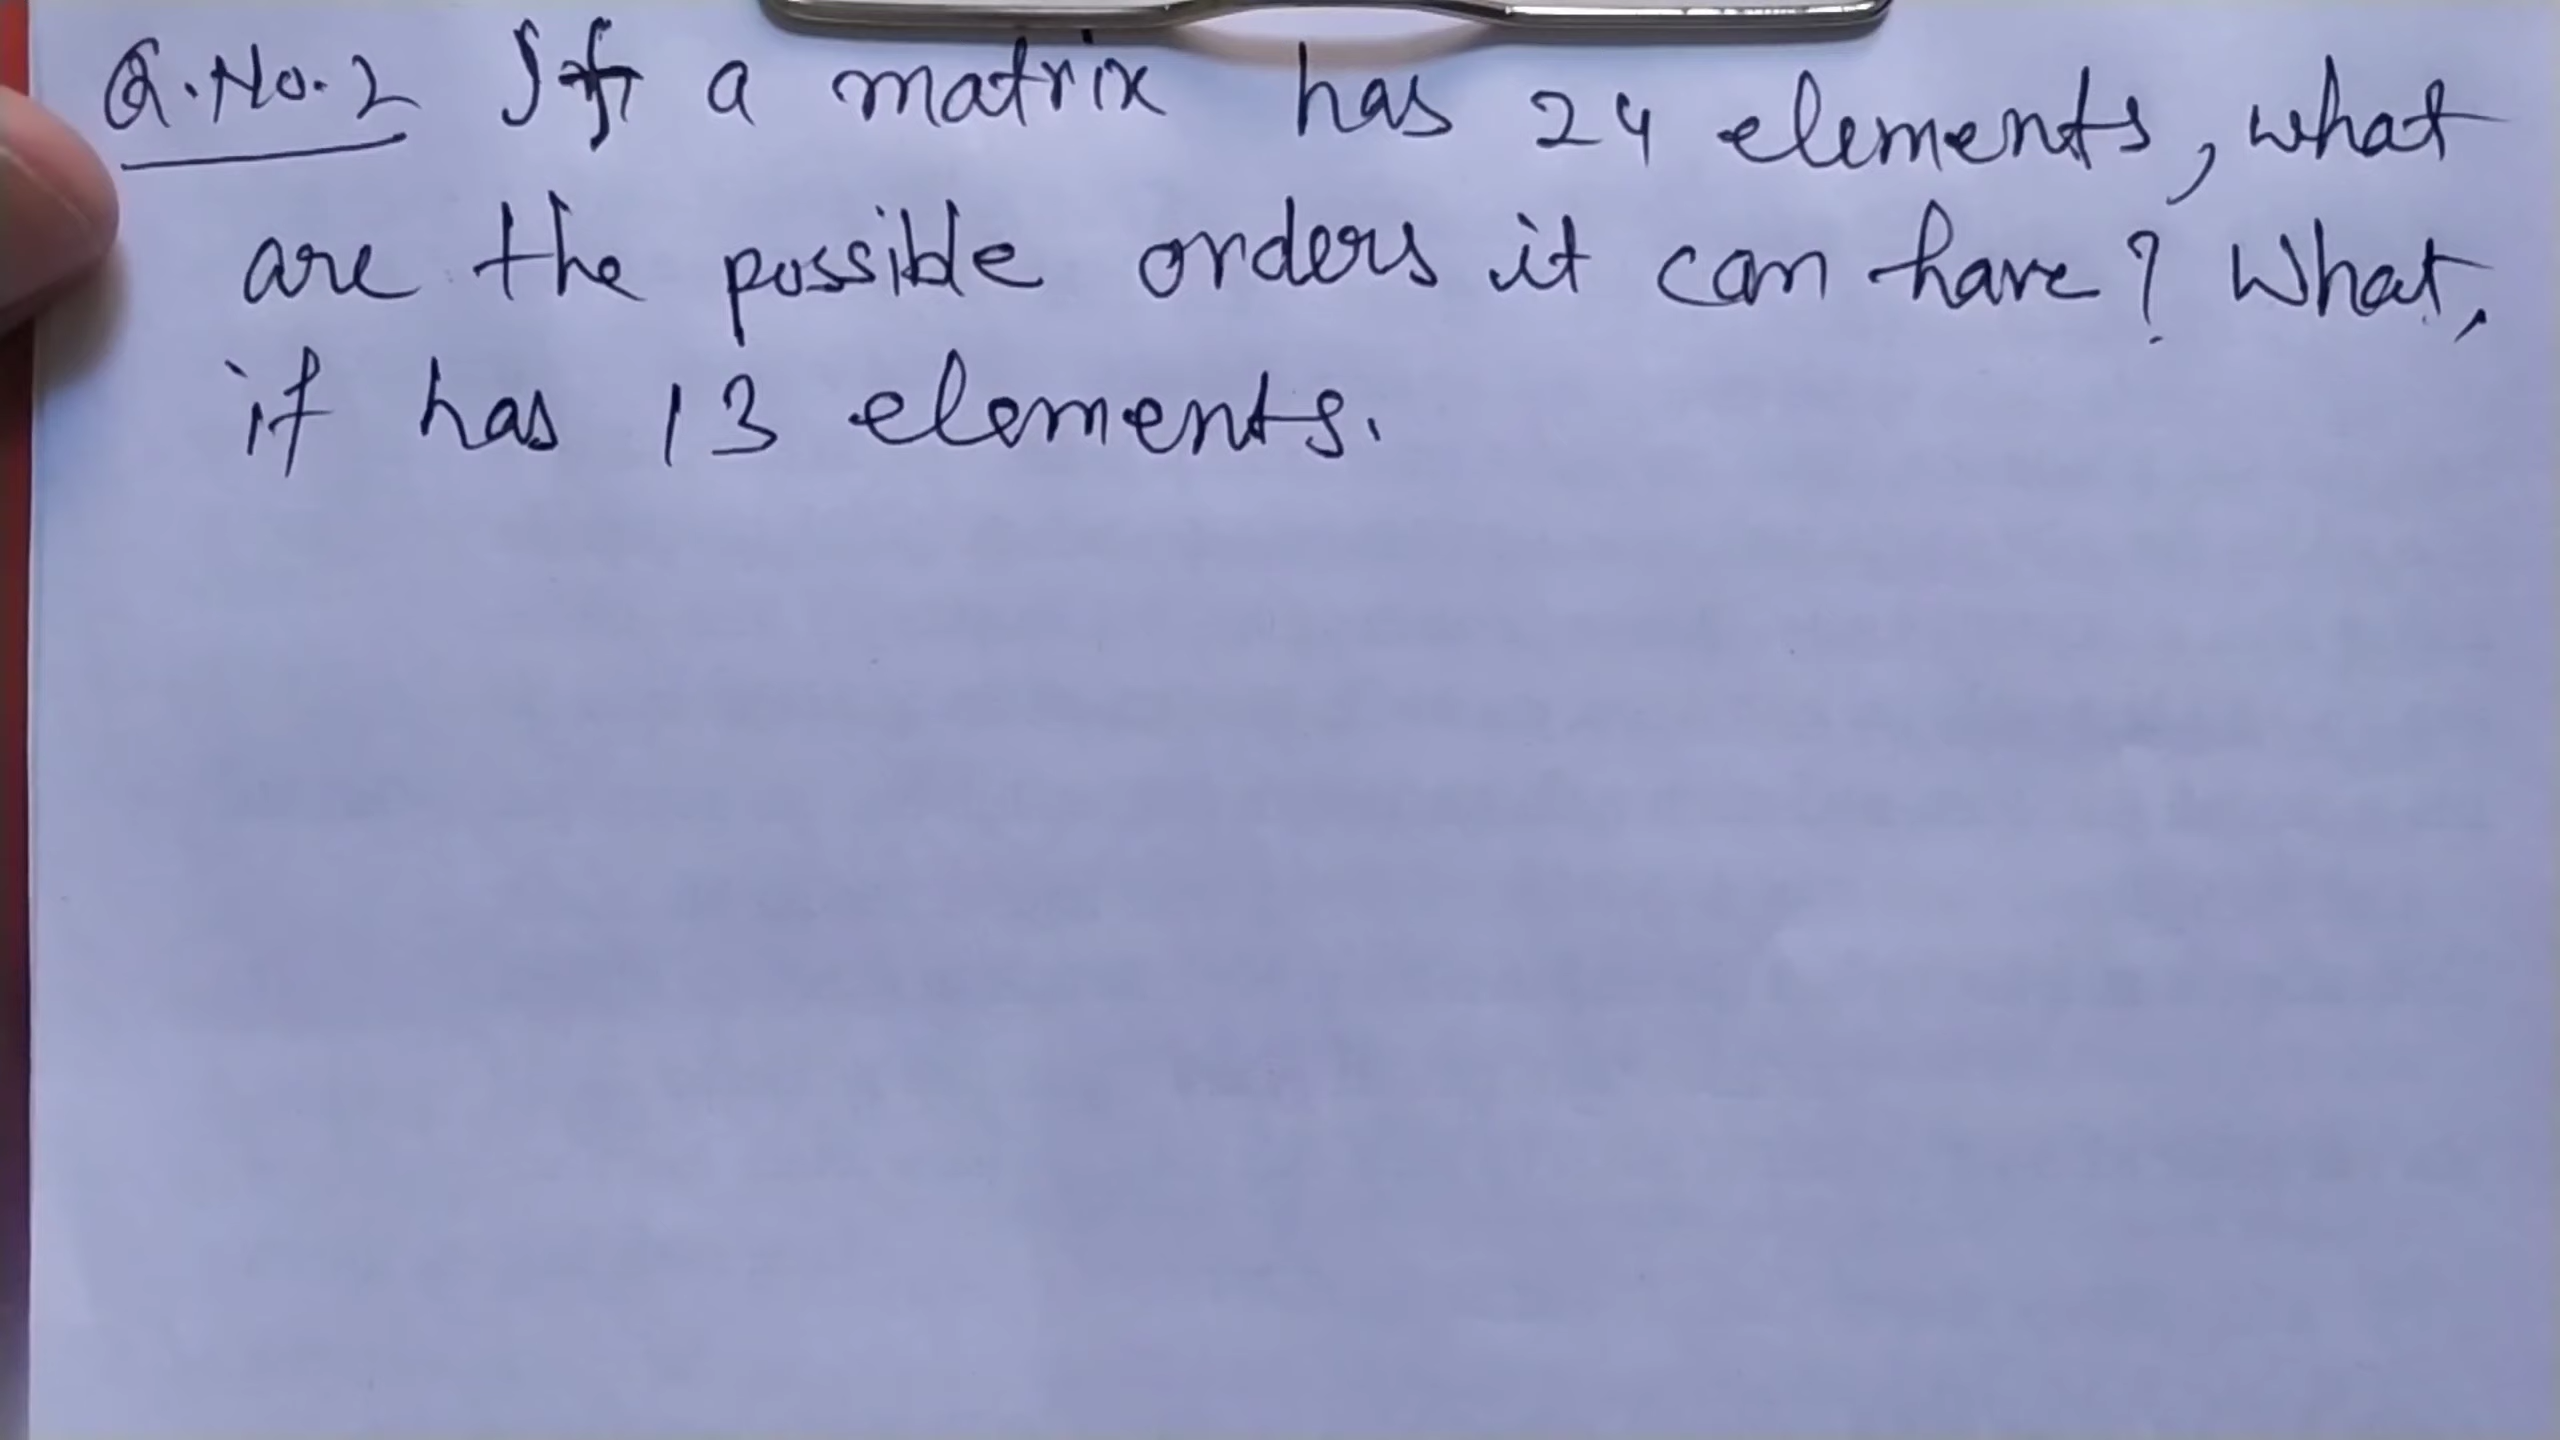 Q.No.2 If a matrix has 24 elements, what
are the possible orders it can have? What,
if has 13 elements.